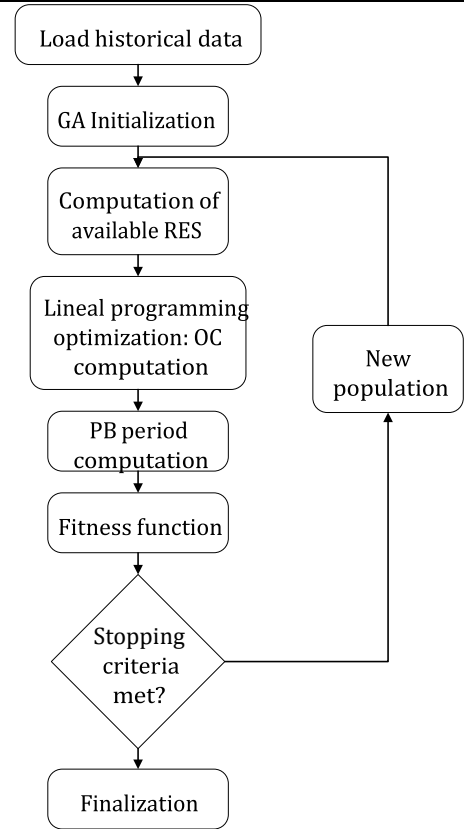 Load historical data
GA Initialization
Computation of
available RES
Lineal programming
optimization: OC
computation
New
population
PB period
computation
Fitness function
Stopping
criteria
met?
Finalization